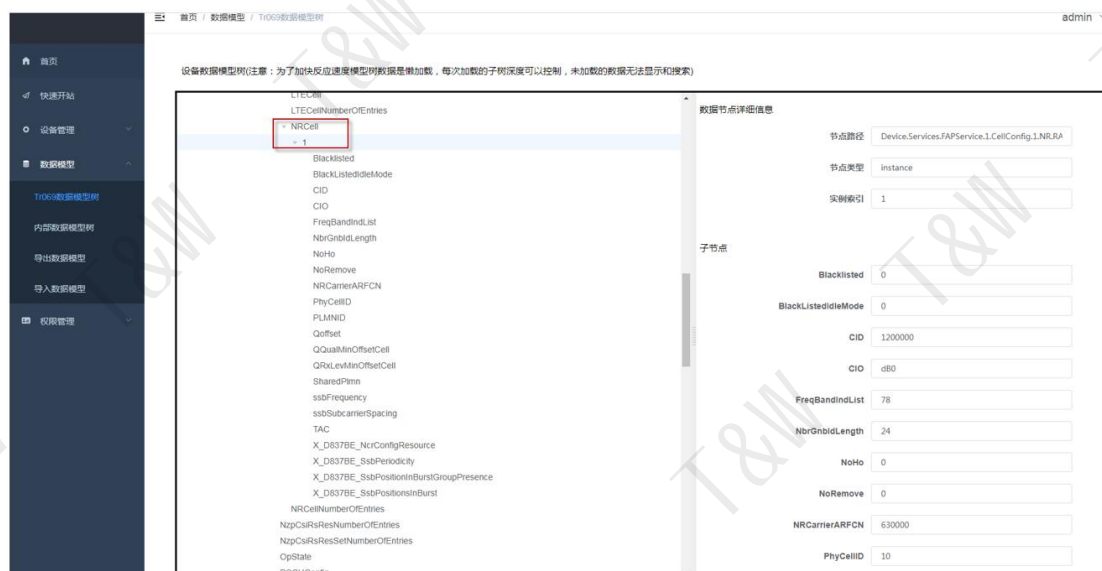 首页 / 数据模型 / Tr069数据模型树
admin
首页
快速开站
设备管理
数据模型
Tr069数据模型树
内部数据模型树
导出数据模型
导入数据模型
权限管理
设备数据模型树(注意：为了加快反应速度模型树数据是懒加载，每次加载的子树深度可以控制，未加载的数据无法显示和搜索)
LTECell
LTECellNumberOfEntries
NRCell
1
Blacklisted
BlackListedIdleMode
CID
CIO
FreqBandIndList
NbrGnbIdLength
NoHo
NoRemove
NRCarrierARFCN
PhyCellID
PLMNID
Qoffset
QQualMinOffsetCell
QRxLevMinOffsetCell
SharedPlmn
ssbFrequency
ssbSubcarrierSpacing
TAC
X_D837BE_NcrConfigResource
X_D837BE_SsbPeriodicity
X_D837BE_SsbPositionInBurstGroupPresence
X_D837BE_SsbPositionsInBurst
NRCellNumberOfEntries
NzpCsiRsResNumberOfEntries
NzpCsiRsResSetNumberOfEntries
OpState
数据节点详细信息
节点路径 Device.Services.FAPService.1.CellConfig.1.NR.RA
节点类型 instance
实例索引 1
子节点
Blacklisted 0
BlackListedIdleMode 0
CID 1200000
CIO dB0
FreqBandIndList 78
NbrGnbIdLength 24
NoHo 0
NoRemove 0
NRCarrierARFCN 630000
PhyCellID 10
T&W
T&W
T&W
T&W
T&W